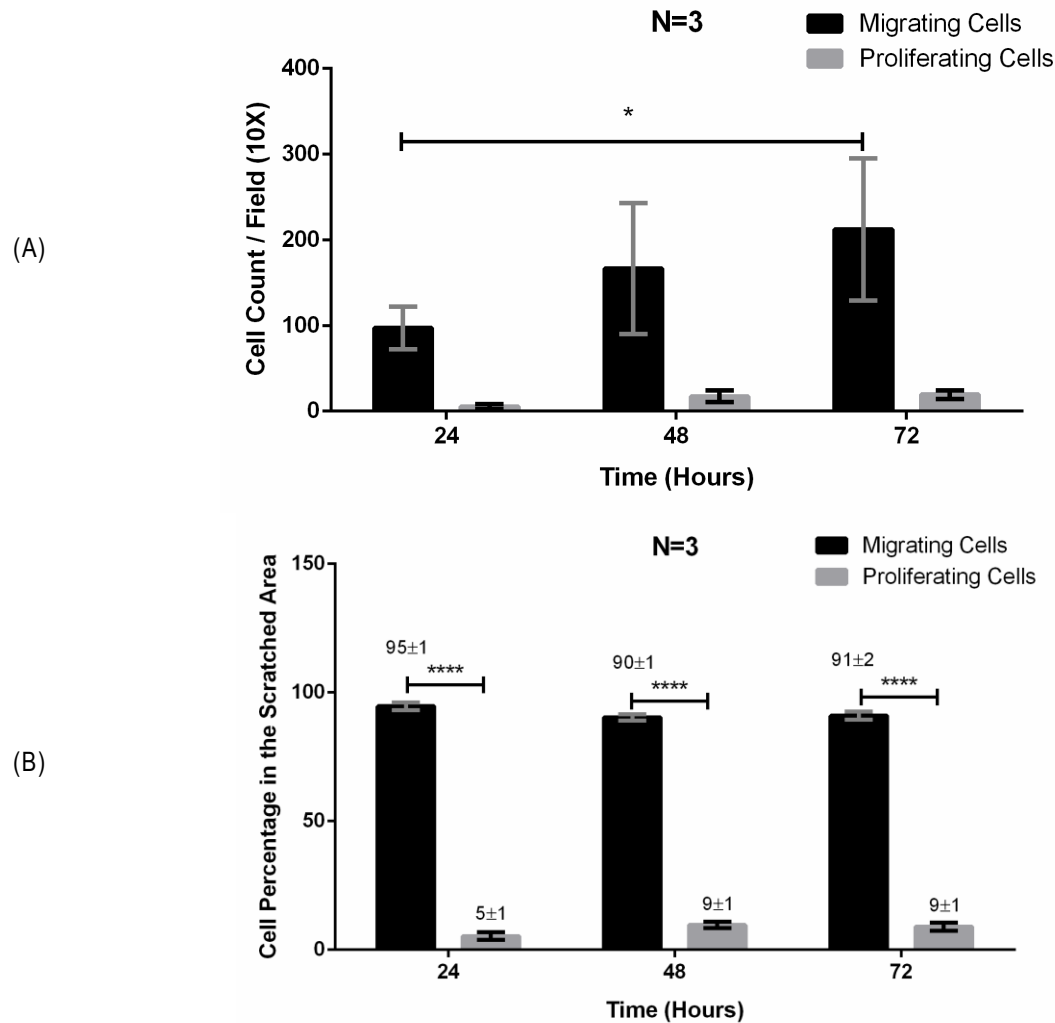 N=3
Migrating Cells
Proliferating Cells
(A)
Cell Count / Field (10X)
400
300
200
100
0
*
24 48 72
Time (Hours)
N=3
Migrating Cells
Proliferating Cells
(B)
Cell Percentage in the Scratched Area
150
100
50
0
95±1
****
5±1
90±1
****
9±1
91±2
****
9±1
24 48 72
Time (Hours)